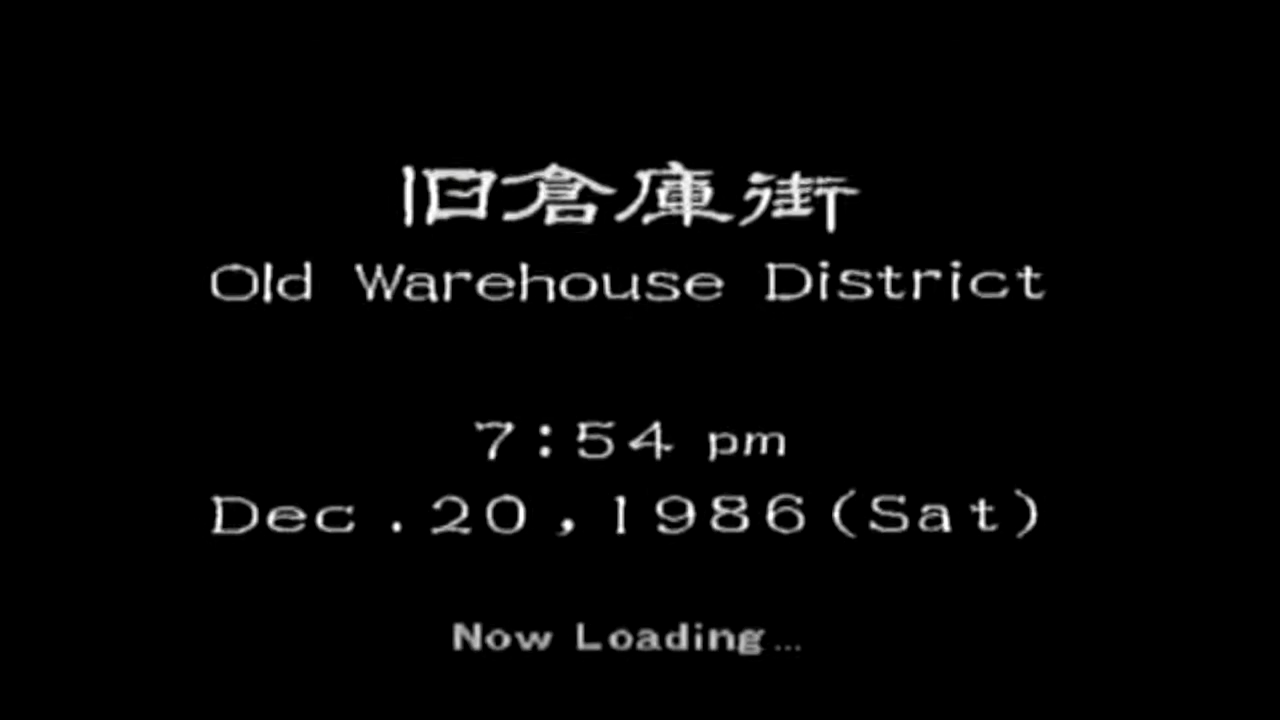 旧倉庫街
Old Warehouse District
7:54 pm
Dec.20,1986(Sat)
Now Loading...